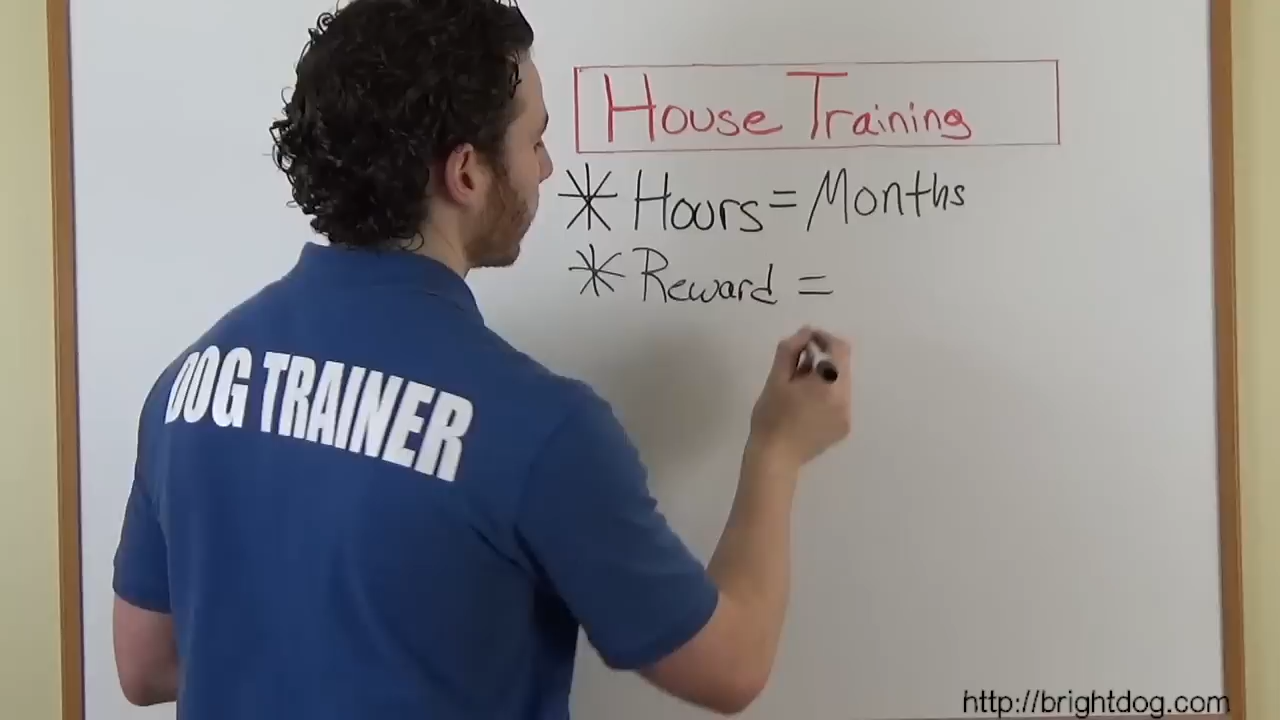 House Training
* Hours = Months
* Reward =
DOG TRAINER
http://brightdog.com